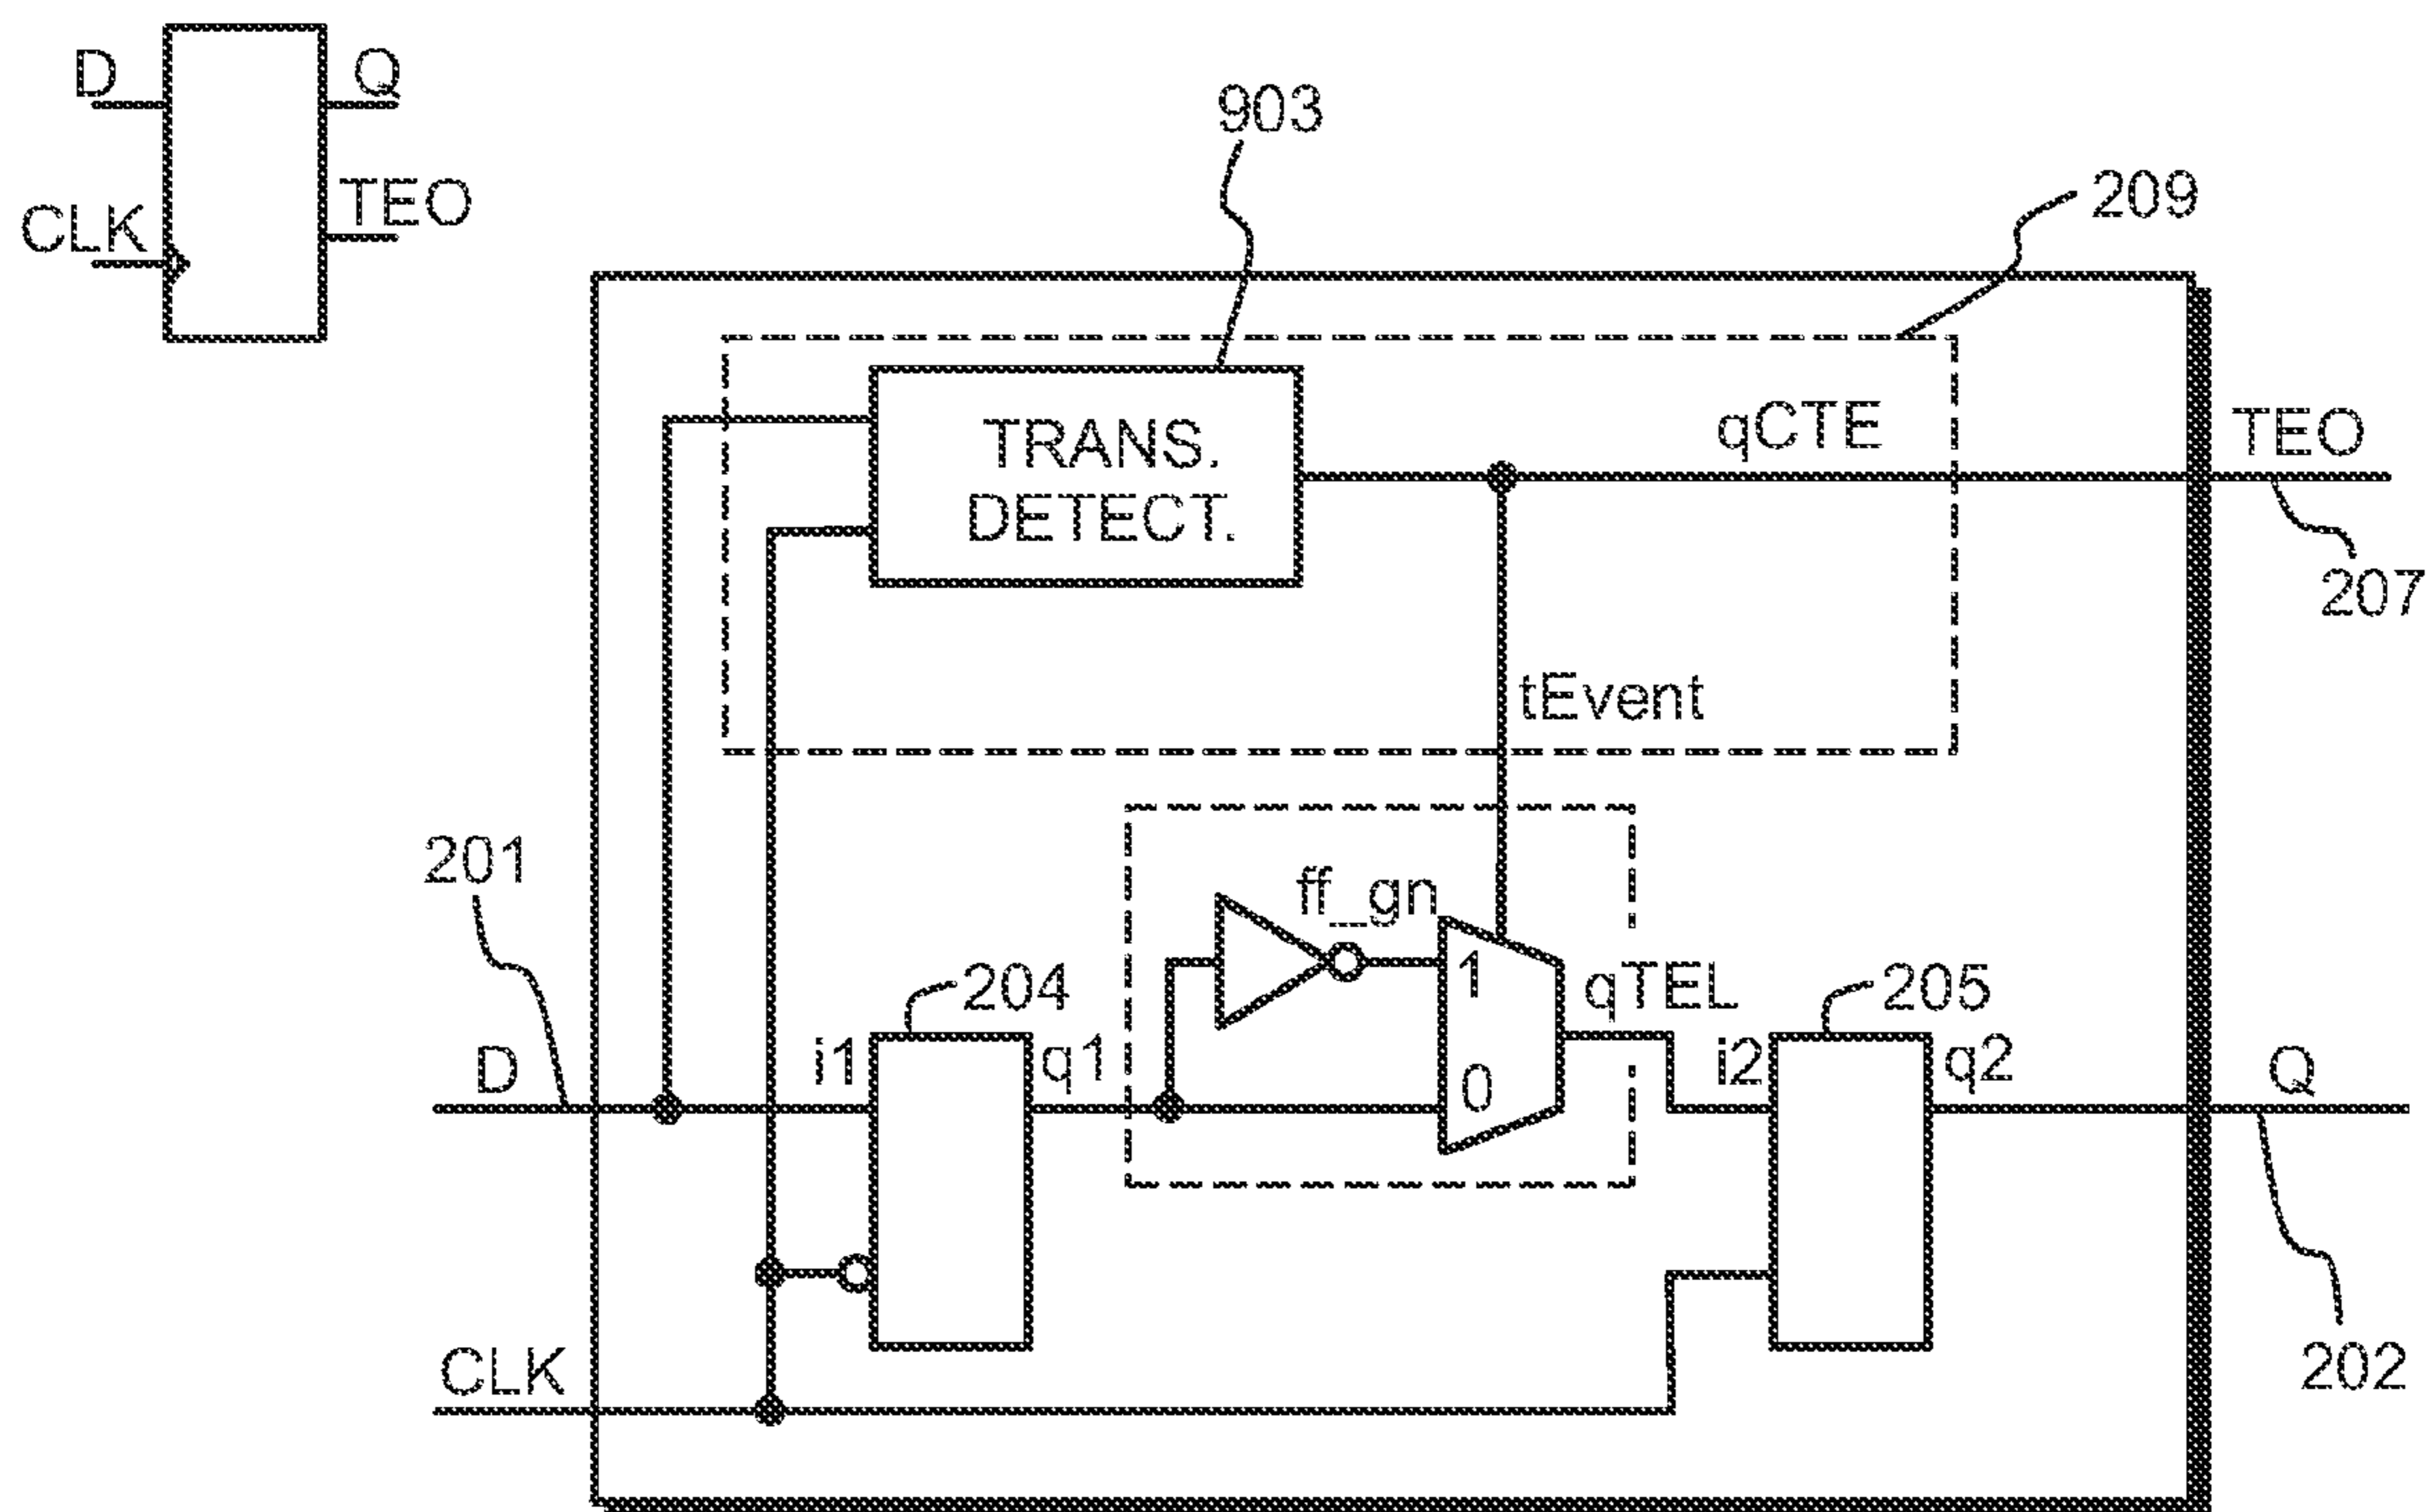 D
Q
TEO
CLK
903
209
TRANS.
DETECT.
qCTE
TEO
207
tEvent
201
ff_gn
1
0
qTEL
204
205
D
i1
q1
i2
q2
Q
CLK
202